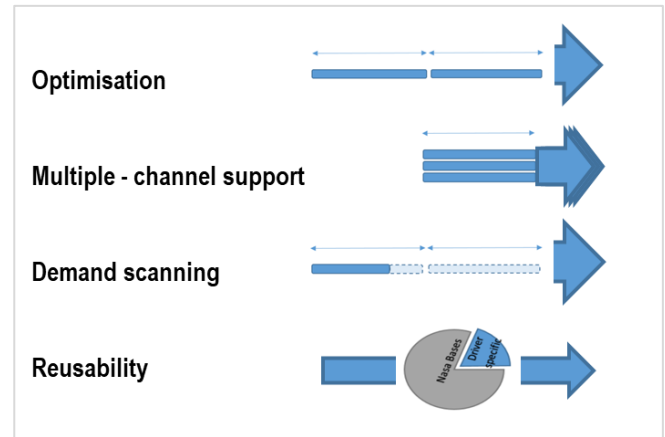 Optimisation
Multiple - channel support
Demand scanning
Reusability
Nasa Bases
Driver
specific